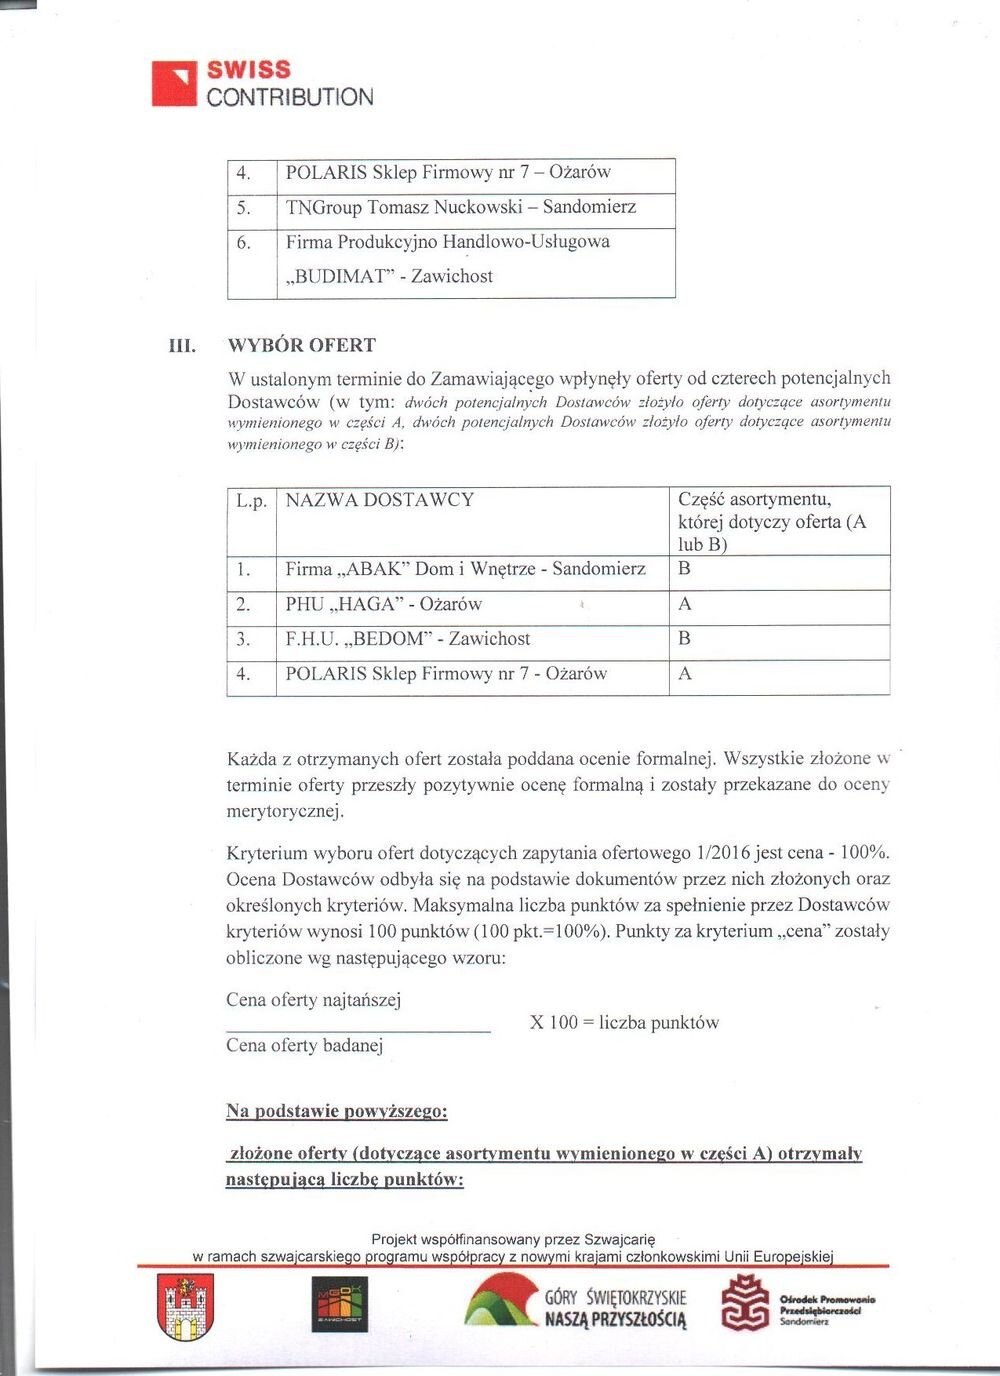 SWISS
CONTRIBUTION
4. POLARIS Sklep Firmowy nr 7 – Ożarów
5. TNGroup Tomasz Nuckowski – Sandomierz
6. Firma Produkcyjno Handlowo-Usługowa
„BUDIMAT” - Zawichost
III. WYBÓR OFERT
W ustalonym terminie do Zamawiającego wpłynęły oferty od czterech potencjalnych
Dostawców (w tym: dwóch potencjalnych Dostawców złożyło oferty dotyczące asortymentu
wymienionego w części A, dwóch potencjalnych Dostawców złożyło oferty dotyczące asortymentu
wymienionego w części B):
L.p. NAZWA DOSTAWCY Część asortymentu,
której dotyczy oferta (A
lub B)
1. Firma „ABAK” Dom i Wnętrze - Sandomierz B
2. PHU „HAGA” - Ożarów A
3. F.H.U. „BEDOM” - Zawichost B
4. POLARIS Sklep Firmowy nr 7 - Ożarów A
Każda z otrzymanych ofert została poddana ocenie formalnej. Wszystkie złożone w
terminie oferty przeszły pozytywnie ocenę formalną i zostały przekazane do oceny
merytorycznej.
Kryterium wyboru ofert dotyczących zapytania ofertowego 1/2016 jest cena - 100%.
Ocena Dostawców odbyła się na podstawie dokumentów przez nich złożonych oraz
określonych kryteriów. Maksymalna liczba punktów za spełnienie przez Dostawców
kryteriów wynosi 100 punktów (100 pkt.=100%). Punkty za kryterium „cena” zostały
obliczone wg następującego wzoru:
Cena oferty najtańszej
X 100 = liczba punktów
Cena oferty badanej
Na podstawie powyższego:
złożone oferty (dotyczące asortymentu wymienionego w części A) otrzymały
następującą liczbę punktów:
Projekt współfinansowany przez Szwajcarię
w ramach szwajcarskiego programu współpracy z nowymi krajami członkowskimi Unii Europejskiej
MGOK
ZAWICHOST
GÓRY ŚWIĘTOKRZYSKIE
NASZĄ PRZYSZŁOŚCIĄ
Ośrodek Promowania
Przedsiębiorczości
Sandomierz